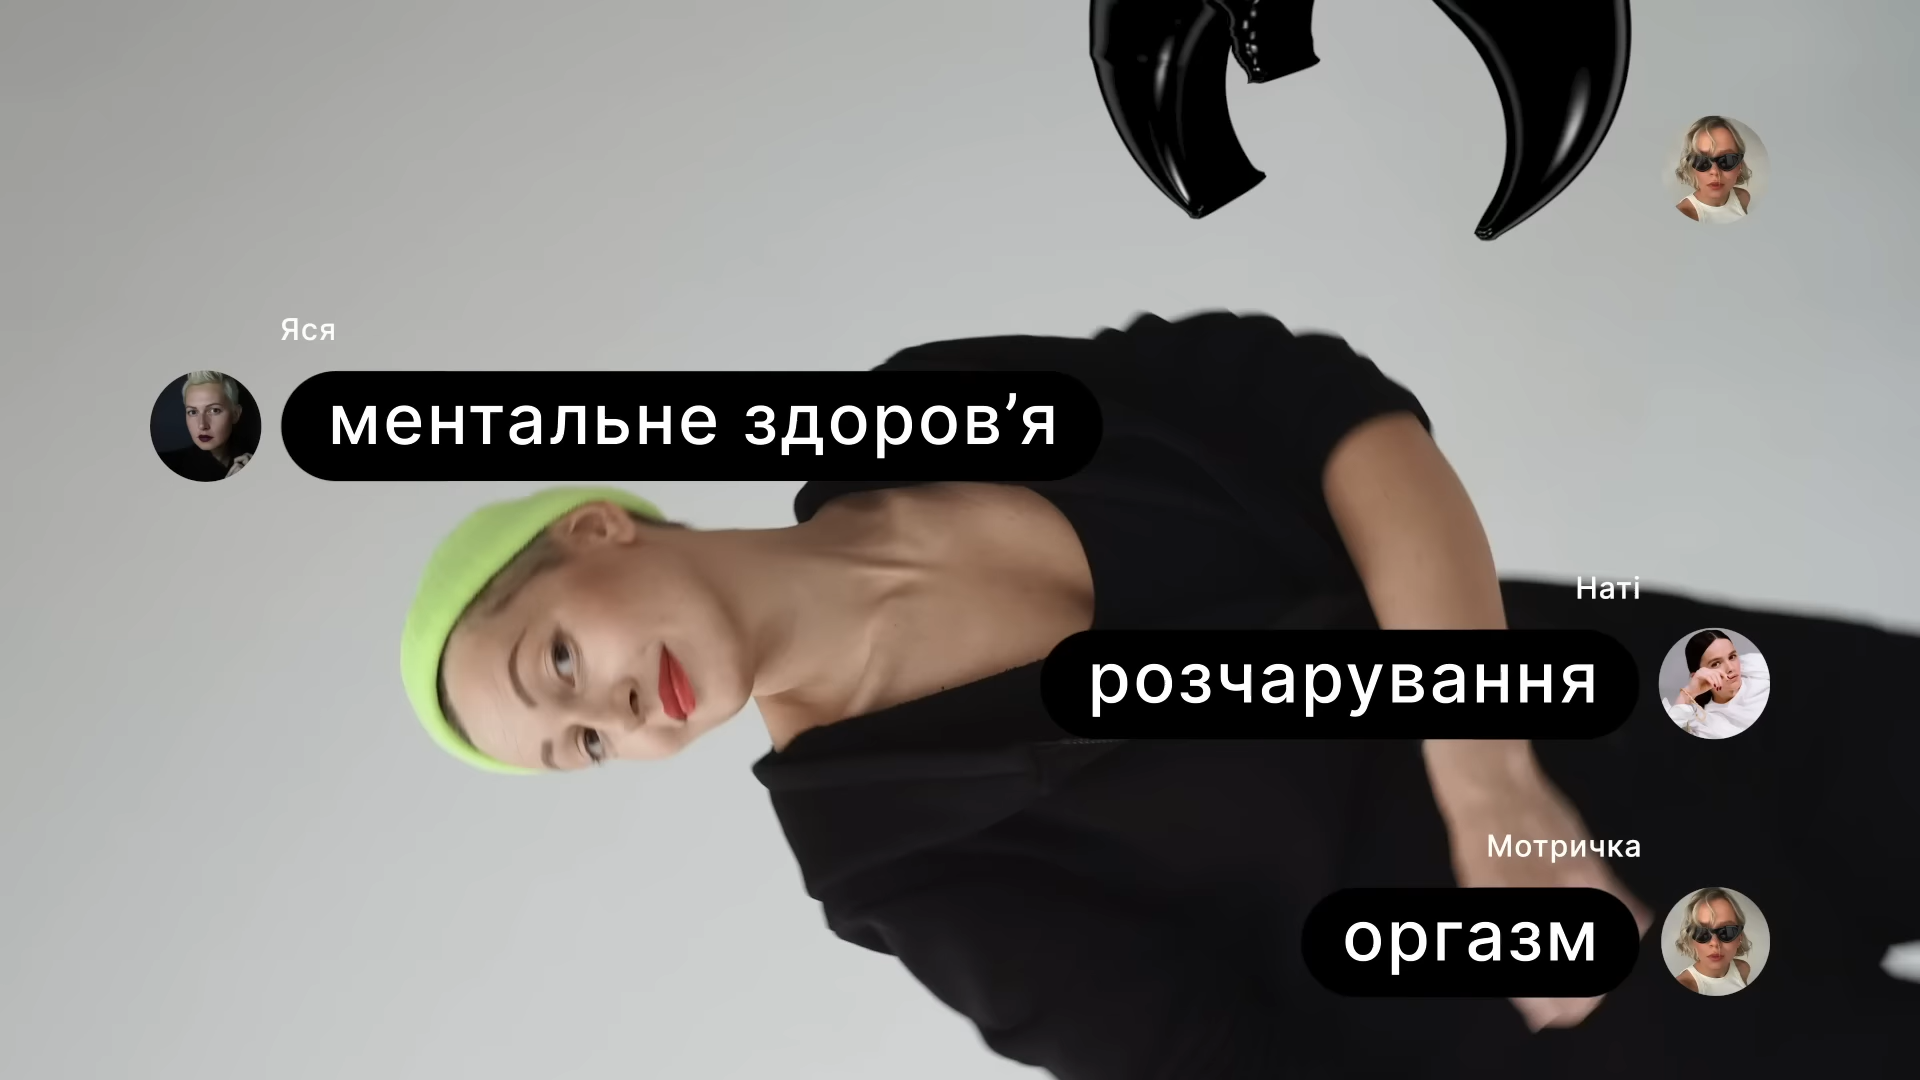 Яся
ментальне здоров’я
Наті
розчарування
Мотричка
оргазм